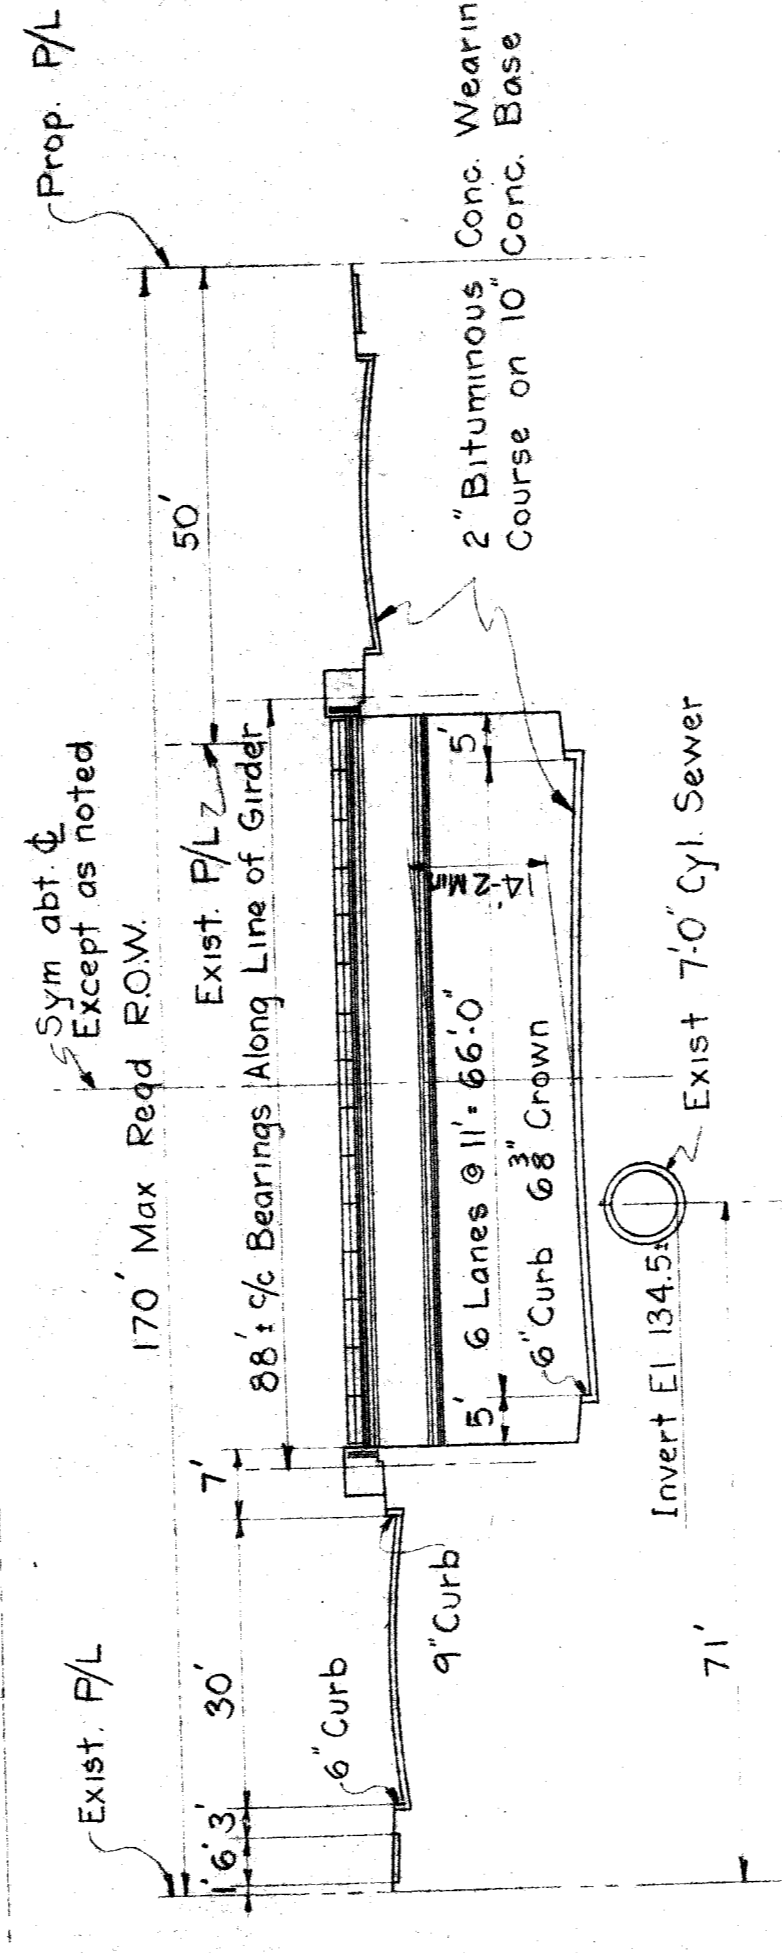 Prop. P/L
Sym abt. ℄
Except as noted
170' Max Reqd R.O.W.
50'
Exist. P/L
Exist. P/L
88'± c/c Bearings Along Line of Girder
1' 6' 3' 30' 7'
6" Curb
9" Curb
5' 6 Lanes @ 11' = 66'-0" 5'
14'-2 Min
6" Curb 6 3/8" Crown
2" Bituminous Conc. Wearin
Course on 10" Conc. Base
Invert El. 134.5±
Exist 7'-0" Cyl. Sewer
71'